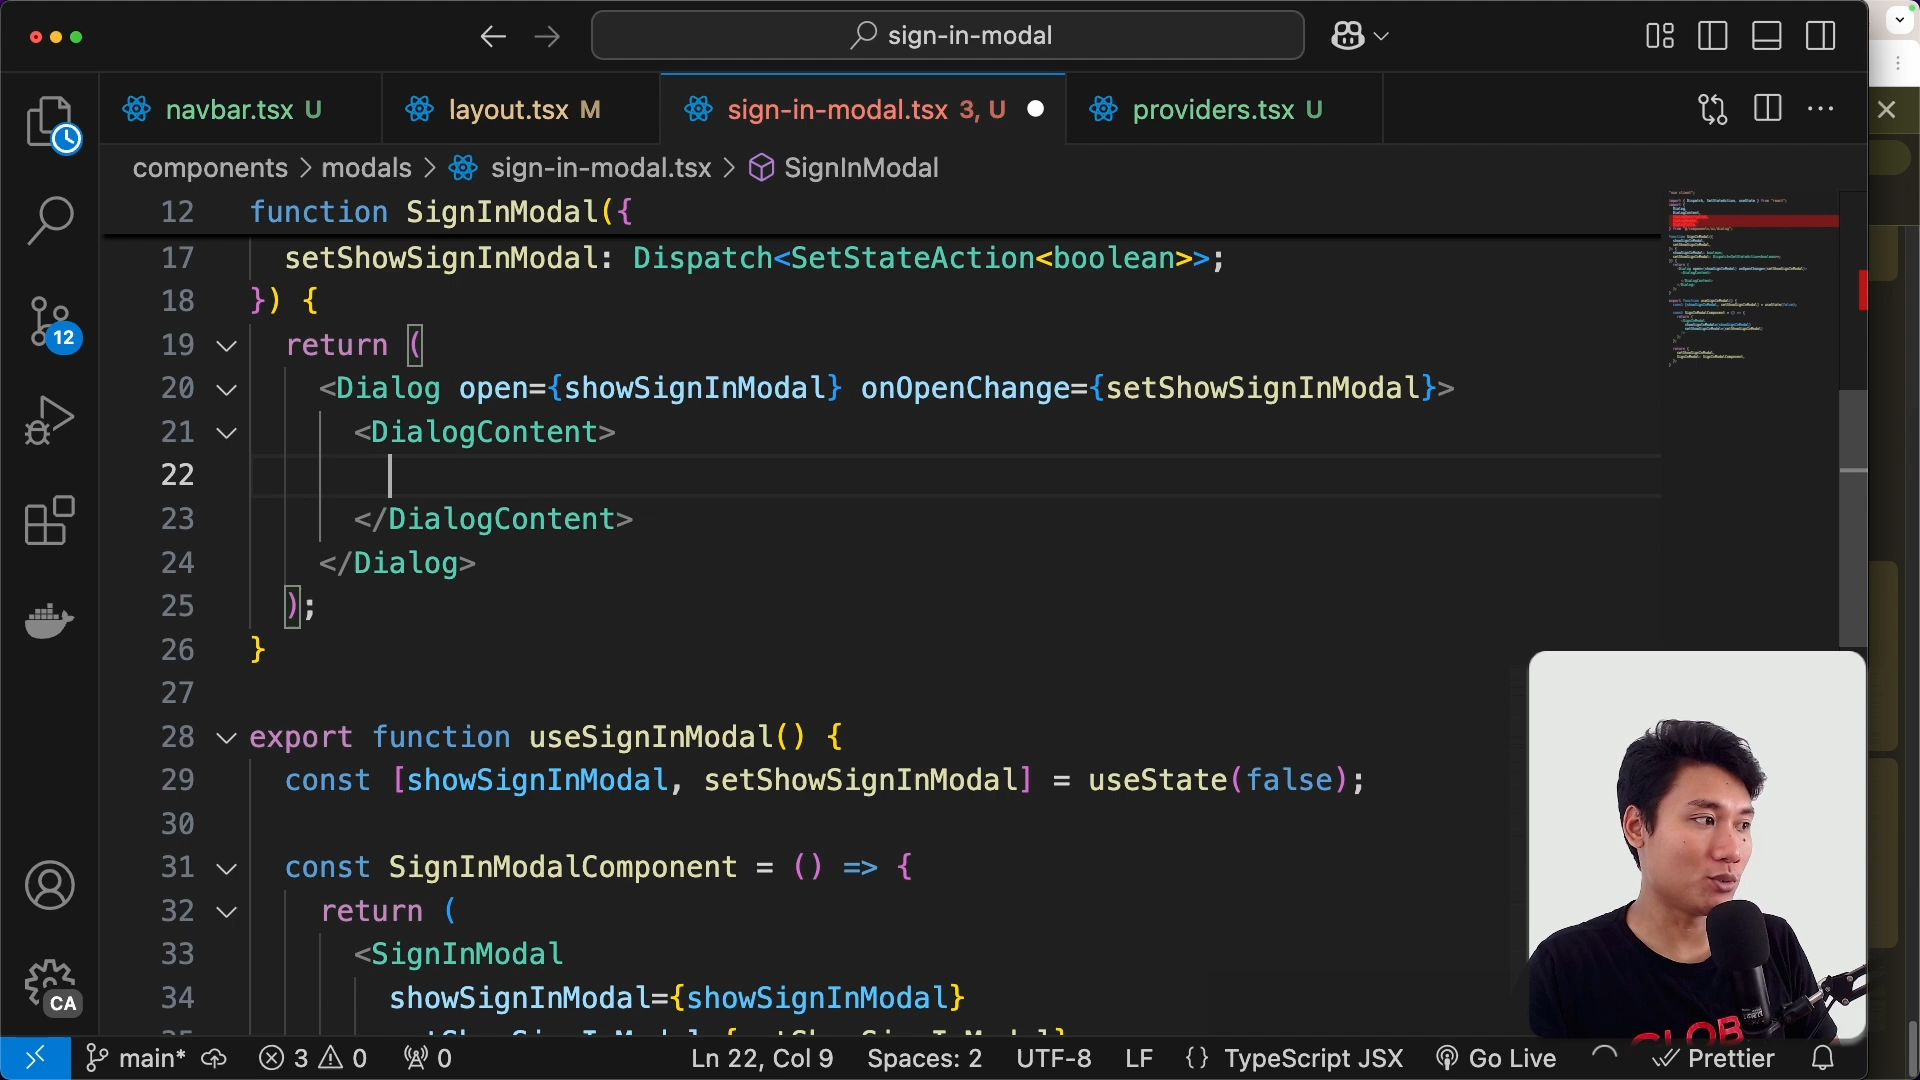 sign-in-modal
navbar.tsx U
layout.tsx M
sign-in-modal.tsx 3, U
providers.tsx U
components > modals > sign-in-modal.tsx > SignInModal
12 function SignInModal({
17 setShowSignInModal: Dispatch<SetStateAction<boolean>>;
18 }) {
19 return (
20 <Dialog open={showSignInModal} onOpenChange={setShowSignInModal}>
21 <DialogContent>
22
23 </DialogContent>
24 </Dialog>
25 );
26 }
27
28 export function useSignInModal() {
29 const [showSignInModal, setShowSignInModal] = useState(false);
30
31 const SignInModalComponent = () => {
32 return (
33 <SignInModal
34 showSignInModal={showSignInModal}
12
CA
main* 3 0 0 Ln 22, Col 9 Spaces: 2 UTF-8 LF {} TypeScript JSX Go Live Prettier